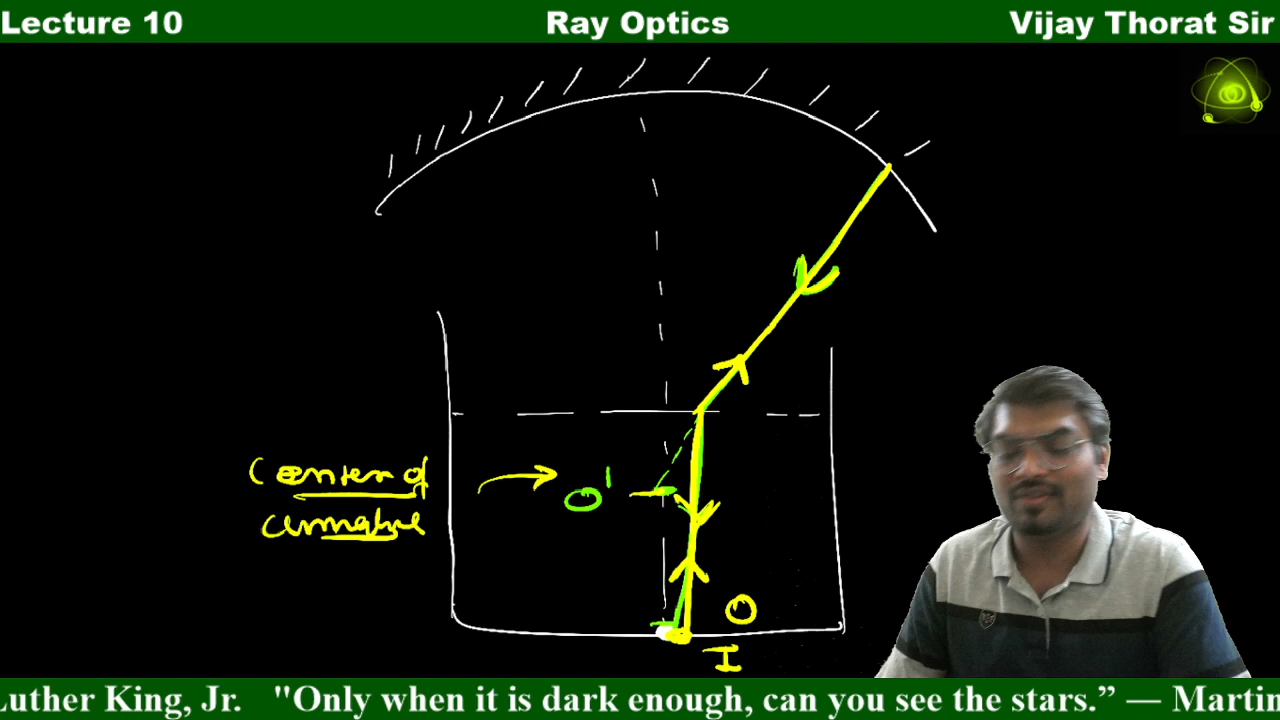 Lecture 10 Ray Optics Vijay Thorat Sir
Center of
O'
curvature
O
I
Luther King, Jr. "Only when it is dark enough, can you see the stars.” — Martin